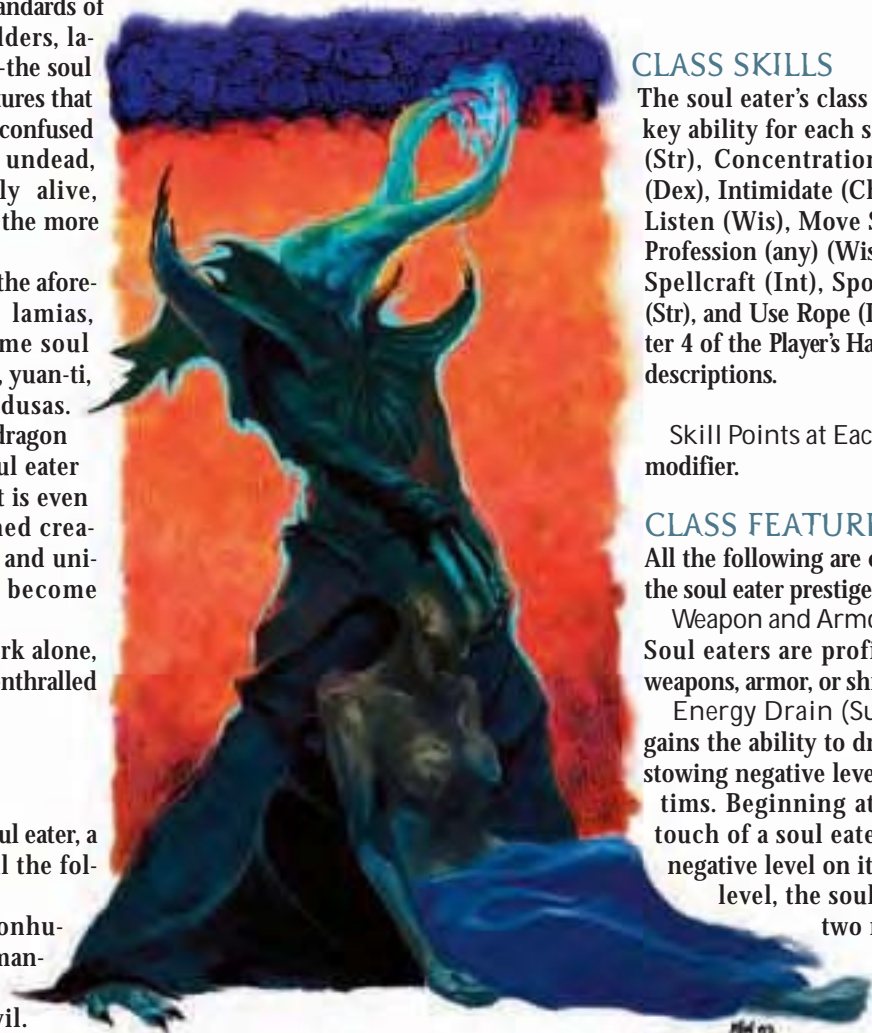 andards of
lders, la-
–the soul
tures that
confused
undead,
ly alive,
the more
the afore-
lamias,
me soul
, yuan-ti,
dusas.
dragon
ul eater
t is even
ned crea-
and uni-
become
rk alone,
enthralled
ul eater, a
l the fol-
onhu-
man-
vil.
CLASS SKILLS
The soul eater's class
key ability for each s
(Str), Concentration
(Dex), Intimidate (Ch
Listen (Wis), Move S
Profession (any) (Wis
Spellcraft (Int), Spo
(Str), and Use Rope (D
ter 4 of the Player's Ha
descriptions.
Skill Points at Eac
modifier.
CLASS FEATUR
All the following are c
the soul eater prestige
Weapon and Armo
Soul eaters are profi
weapons, armor, or shi
Energy Drain (Su
gains the ability to dr
stowing negative leve
tims. Beginning at
touch of a soul eate
negative level on it
level, the soul
two